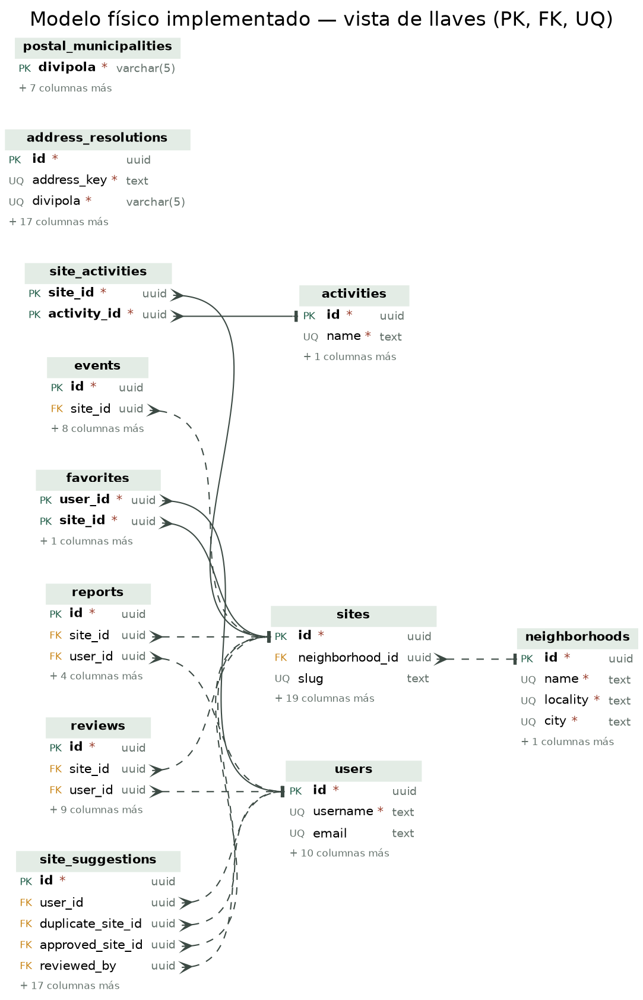 Modelo físico implementado — vista de llaves (PK, FK, UQ)
postal_municipalities
PK divipola * varchar(5)
+ 7 columnas más
address_resolutions
PK id * uuid
UQ address_key * text
UQ divipola * varchar(5)
+ 17 columnas más
site_activities
PK site_id * uuid
PK activity_id * uuid
activities
PK id * uuid
UQ name * text
+ 1 columnas más
events
PK id * uuid
FK site_id uuid
+ 8 columnas más
favorites
PK user_id * uuid
PK site_id * uuid
+ 1 columnas más
reports
PK id * uuid
FK site_id uuid
FK user_id uuid
+ 4 columnas más
sites
PK id * uuid
FK neighborhood_id uuid
UQ slug text
+ 19 columnas más
neighborhoods
PK id * uuid
UQ name * text
UQ locality * text
UQ city * text
+ 1 columnas más
reviews
PK id * uuid
FK site_id uuid
FK user_id uuid
+ 9 columnas más
users
PK id * uuid
UQ username * text
UQ email text
+ 10 columnas más
site_suggestions
PK id * uuid
FK user_id uuid
FK duplicate_site_id uuid
FK approved_site_id uuid
FK reviewed_by uuid
+ 17 columnas más